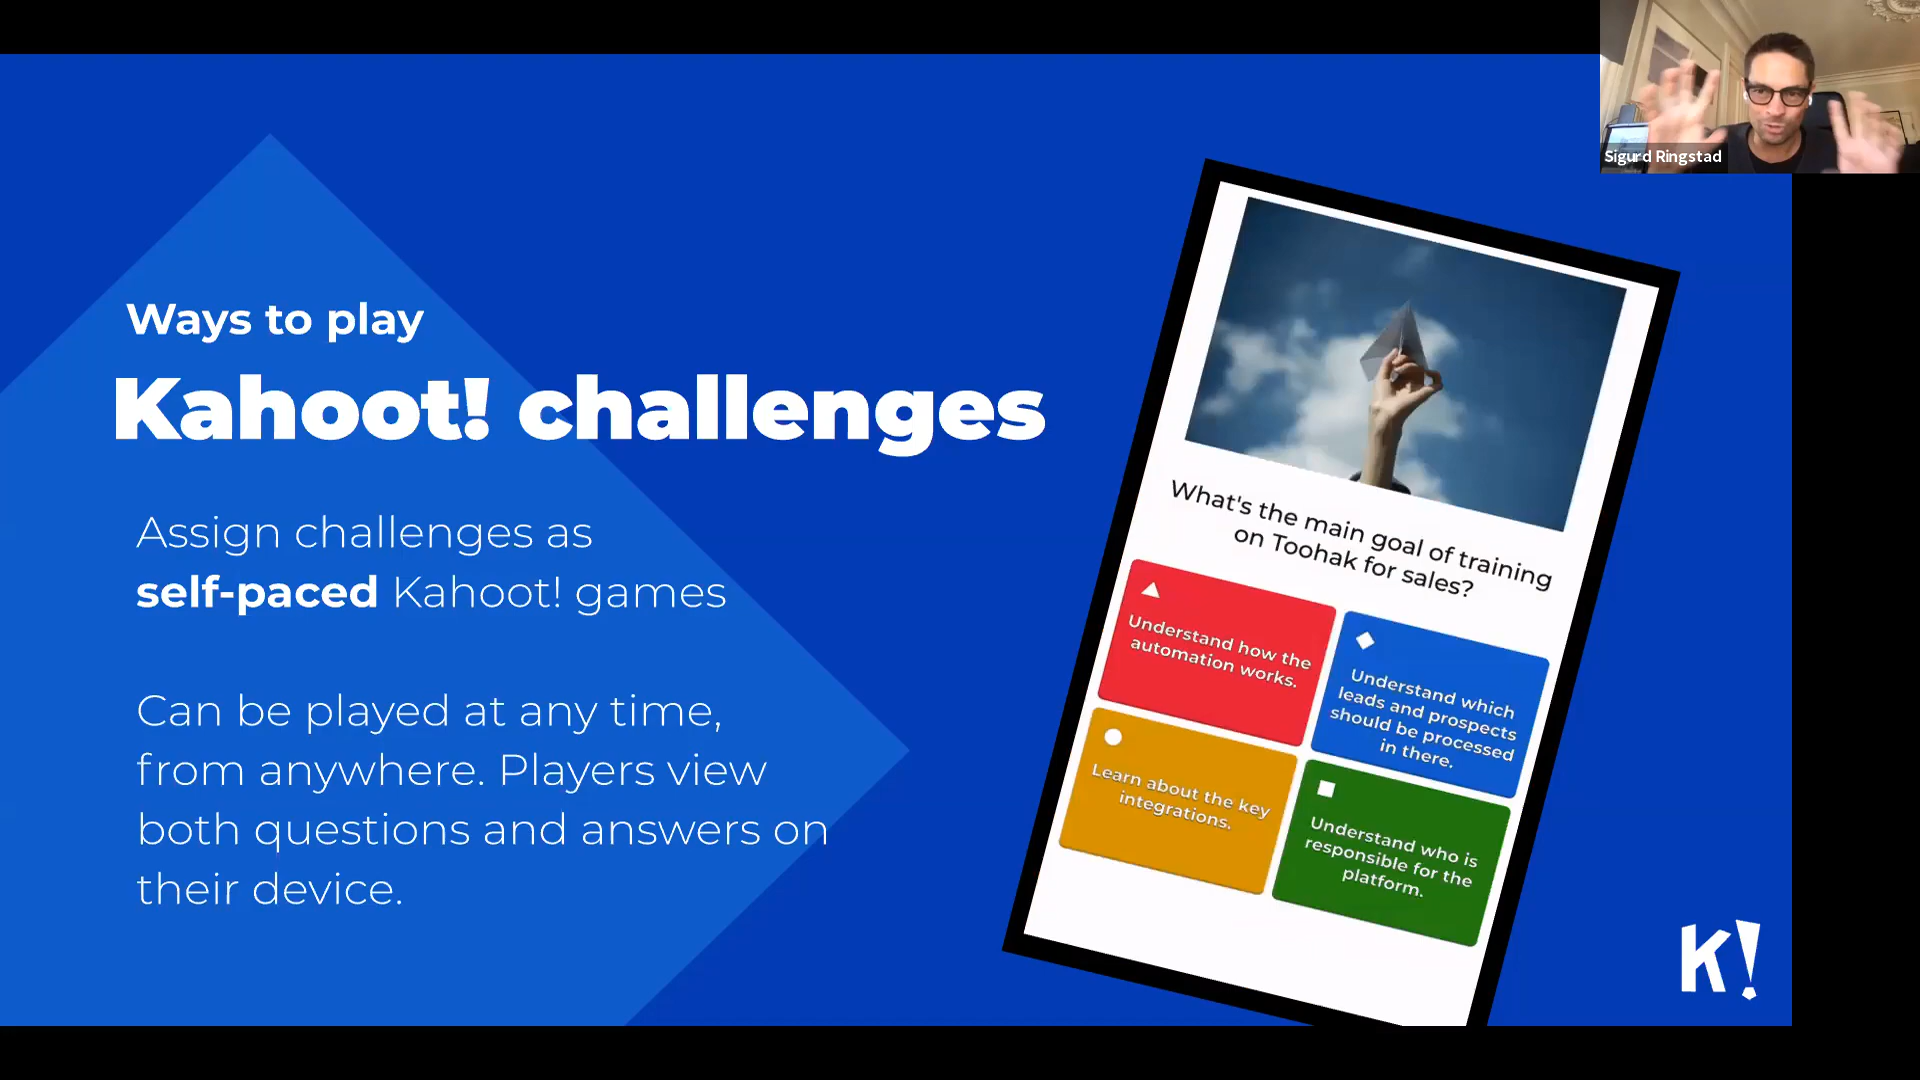 Sigurd Ringstad
Ways to play
Kahoot! challenges
Assign challenges as
self-paced Kahoot! games
Can be played at any time,
from anywhere. Players view
both questions and answers on
their device.
What's the main goal of training
on Toohak for sales?
Understand how the
automation works.
Understand which
leads and prospects
should be processed
in there.
Learn about the key
integrations.
Understand who is
responsible for the
platform.
K!